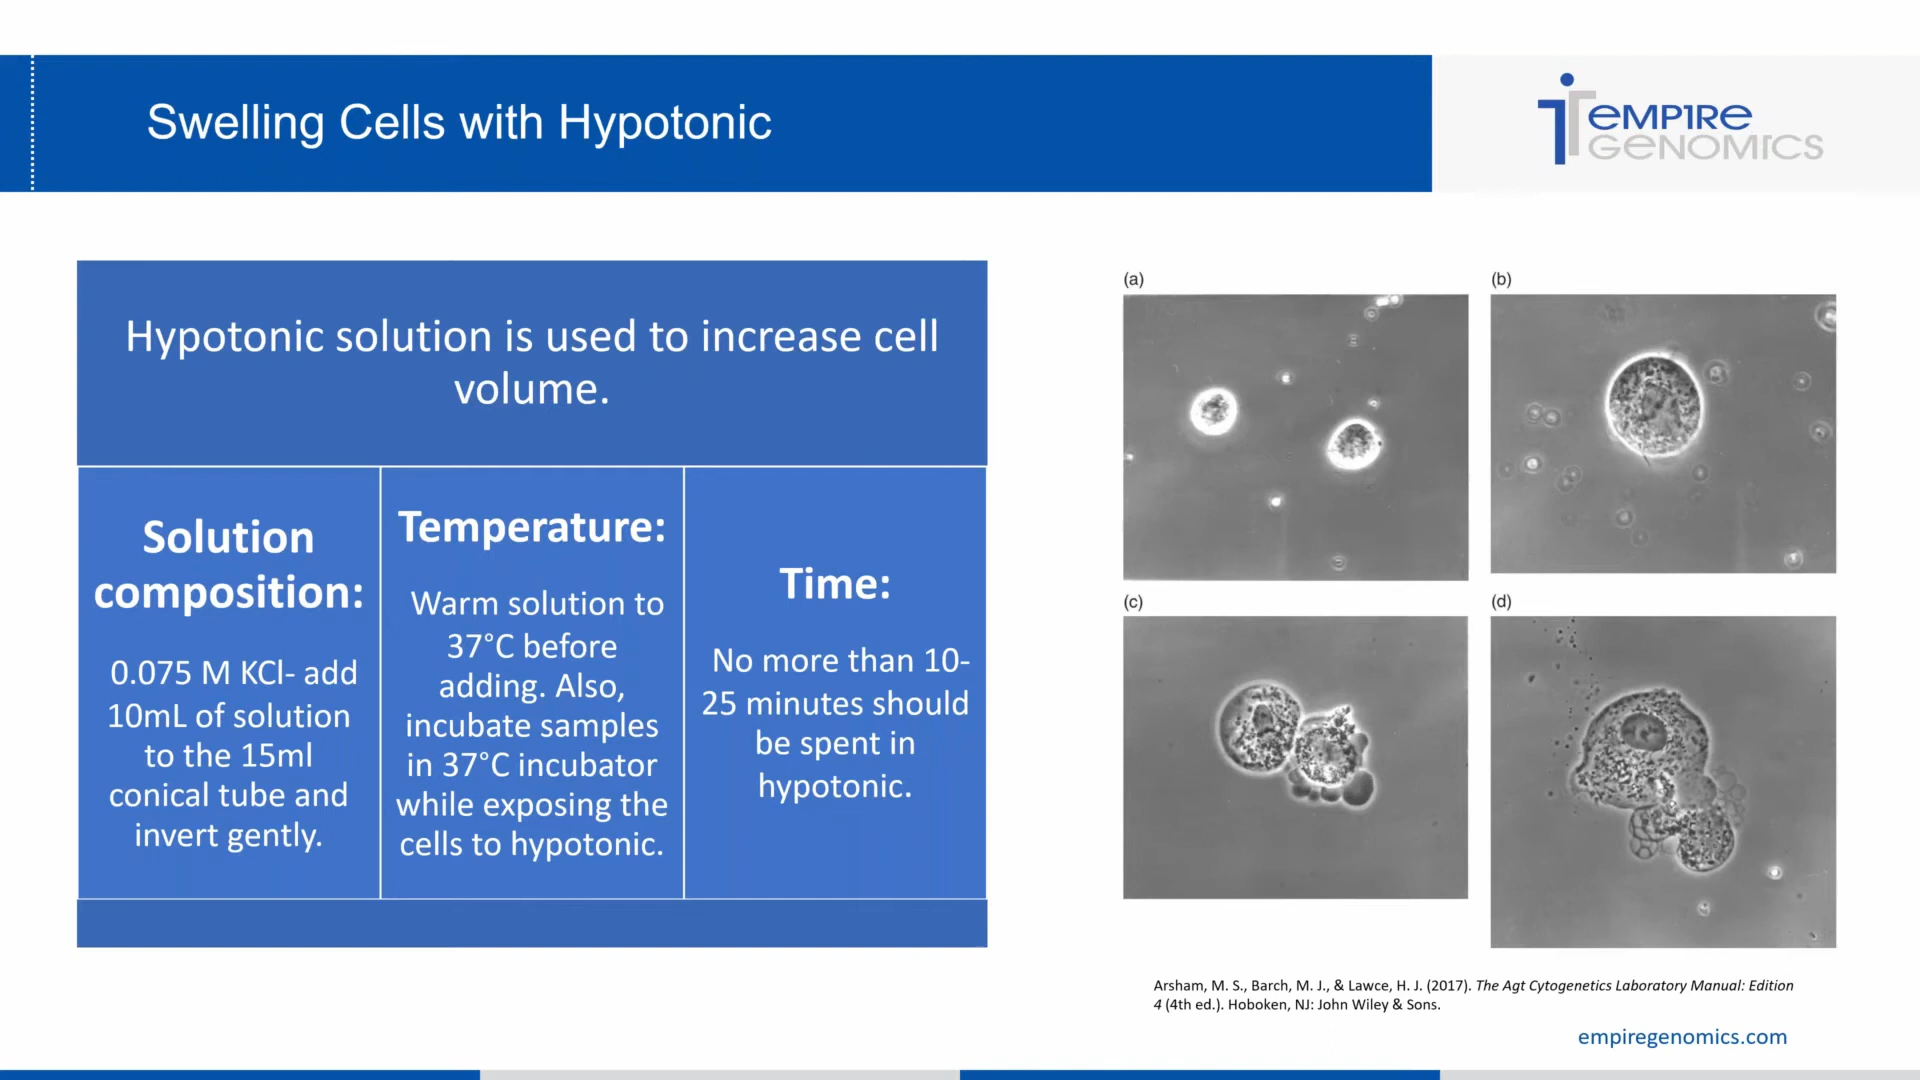 Swelling Cells with Hypotonic
EMPIRE
GENOMICS
Hypotonic solution is used to increase cell
volume.
Solution
composition:
0.075 M KCl- add
10mL of solution
to the 15ml
conical tube and
invert gently.
Temperature:
Warm solution to
37°C before
adding. Also,
incubate samples
in 37°C incubator
while exposing the
cells to hypotonic.
Time:
No more than 10-
25 minutes should
be spent in
hypotonic.
(a)
(b)
(c)
(d)
Arsham, M. S., Barch, M. J., & Lawce, H. J. (2017). The Agt Cytogenetics Laboratory Manual: Edition
4 (4th ed.). Hoboken, NJ: John Wiley & Sons.
empiregenomics.com